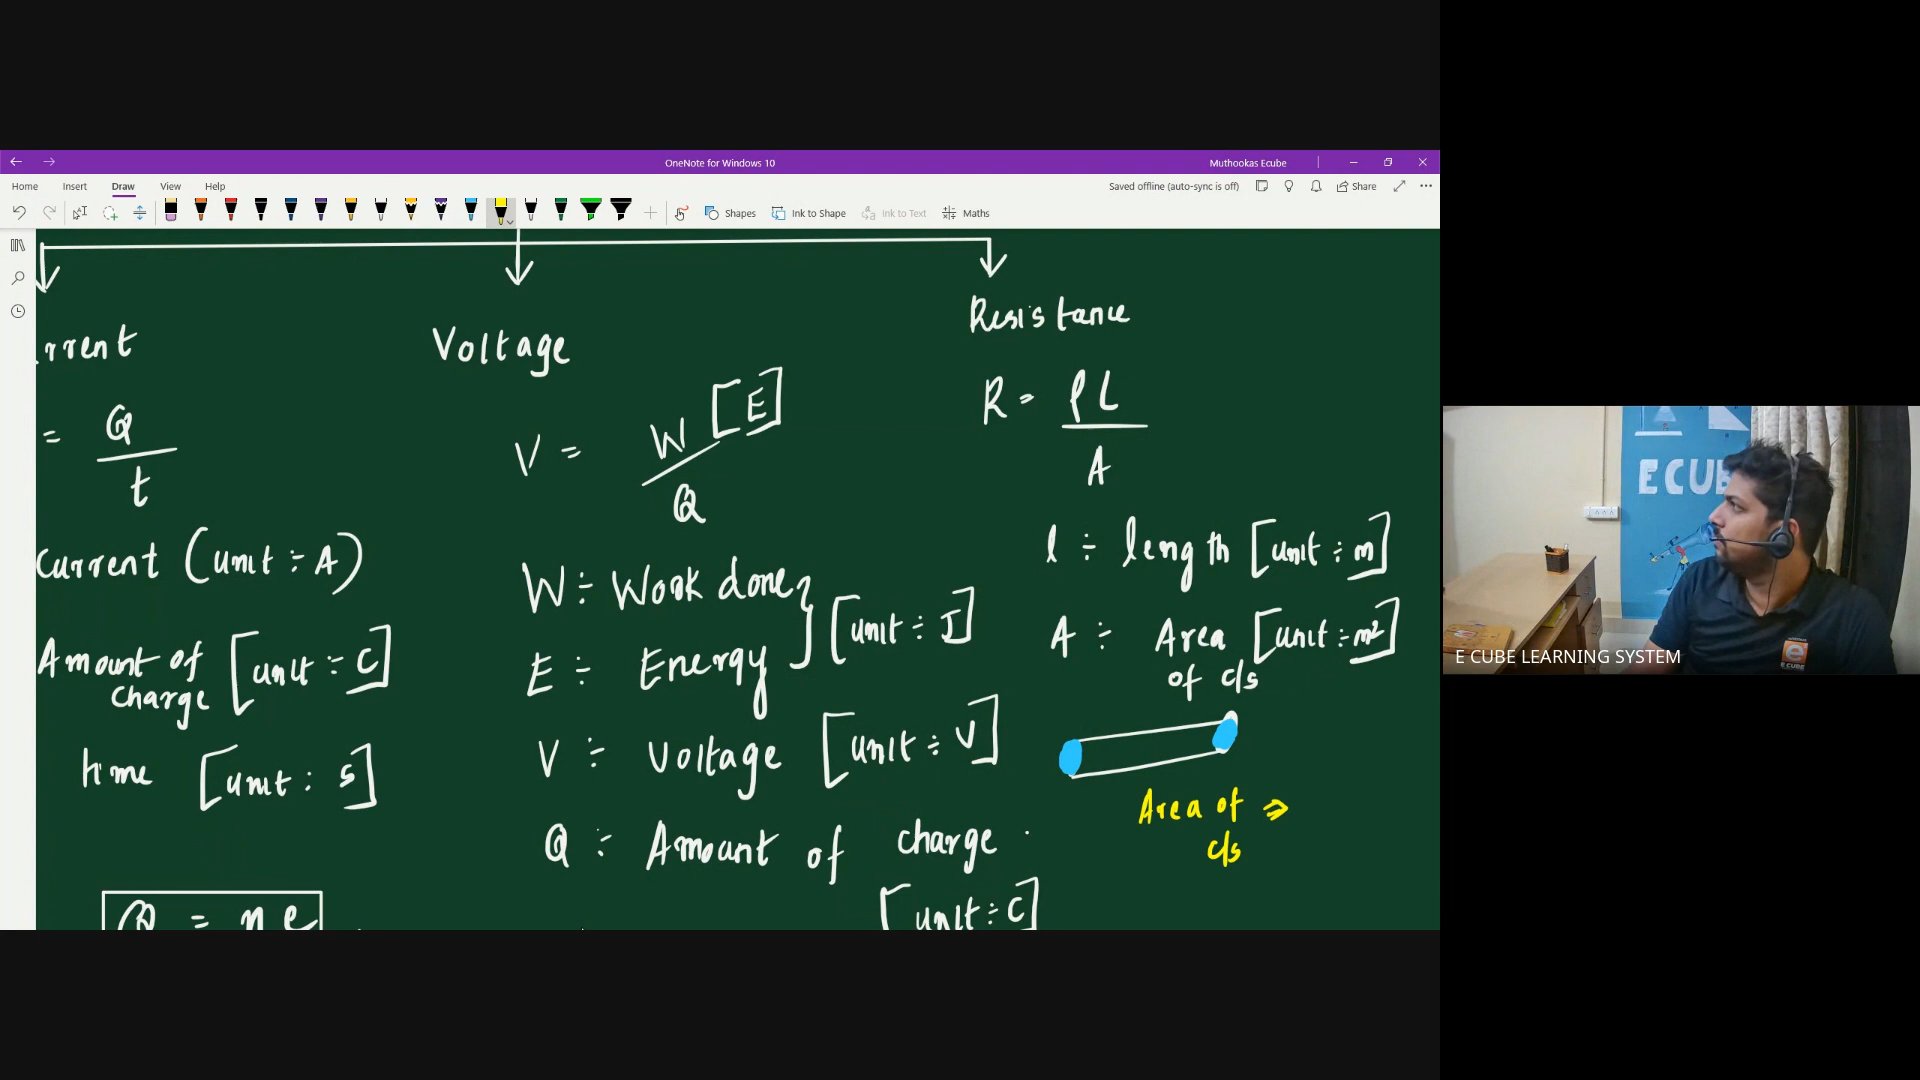 OneNote for Windows 10
Muthookas Ecube
Home Insert Draw View Help
Saved offline (auto-sync is off)
Share
Shapes Ink to Shape Ink to Text Maths
rrent
= Q
t
Current (unit ÷ A)
Amount of [unit ÷ C]
charge
time [unit : s]
Q = ne
Voltage
V = W [E]
Q
W ÷ Work done
E ÷ Energy
[unit ÷ J]
V ÷ Voltage [unit ÷ V]
Q ÷ Amount of charge
[unit ÷ C]
Resistance
R = ρL
A
l ÷ length [unit ÷ m]
A ÷ Area [unit ÷ m²]
of c/s
Area of ⇒
c/s
E CUBE
E CUBE
E CUBE LEARNING SYSTEM